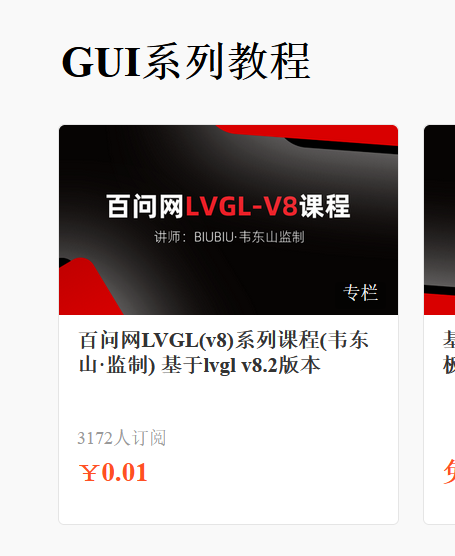 GUI系列教程
百问网LVGL-V8课程
讲师：BIUBIU·韦东山监制
专栏
百问网LVGL(v8)系列课程(韦东
山·监制) 基于lvgl v8.2版本
3172人订阅
￥0.01